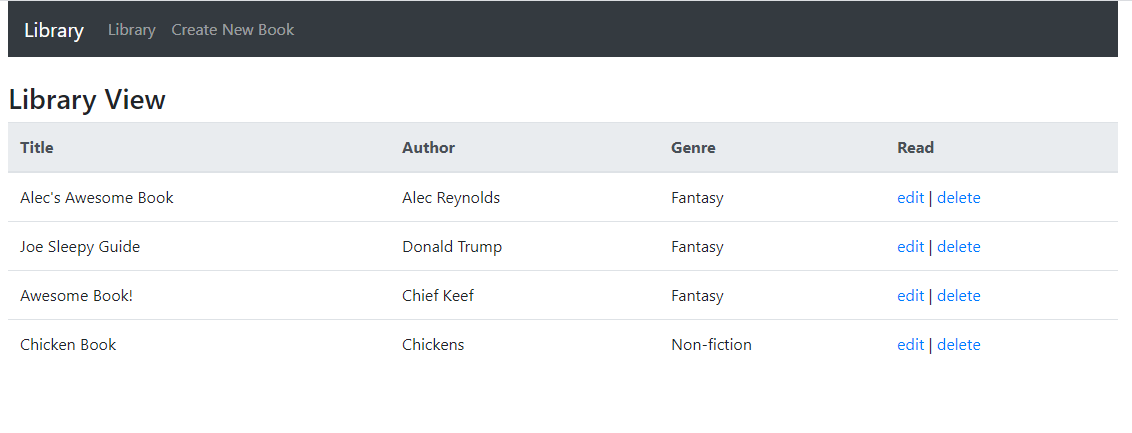 Library Library Create New Book
Library View
Title Author Genre Read
Alec's Awesome Book Alec Reynolds Fantasy edit | delete
Joe Sleepy Guide Donald Trump Fantasy edit | delete
Awesome Book! Chief Keef Fantasy edit | delete
Chicken Book Chickens Non-fiction edit | delete